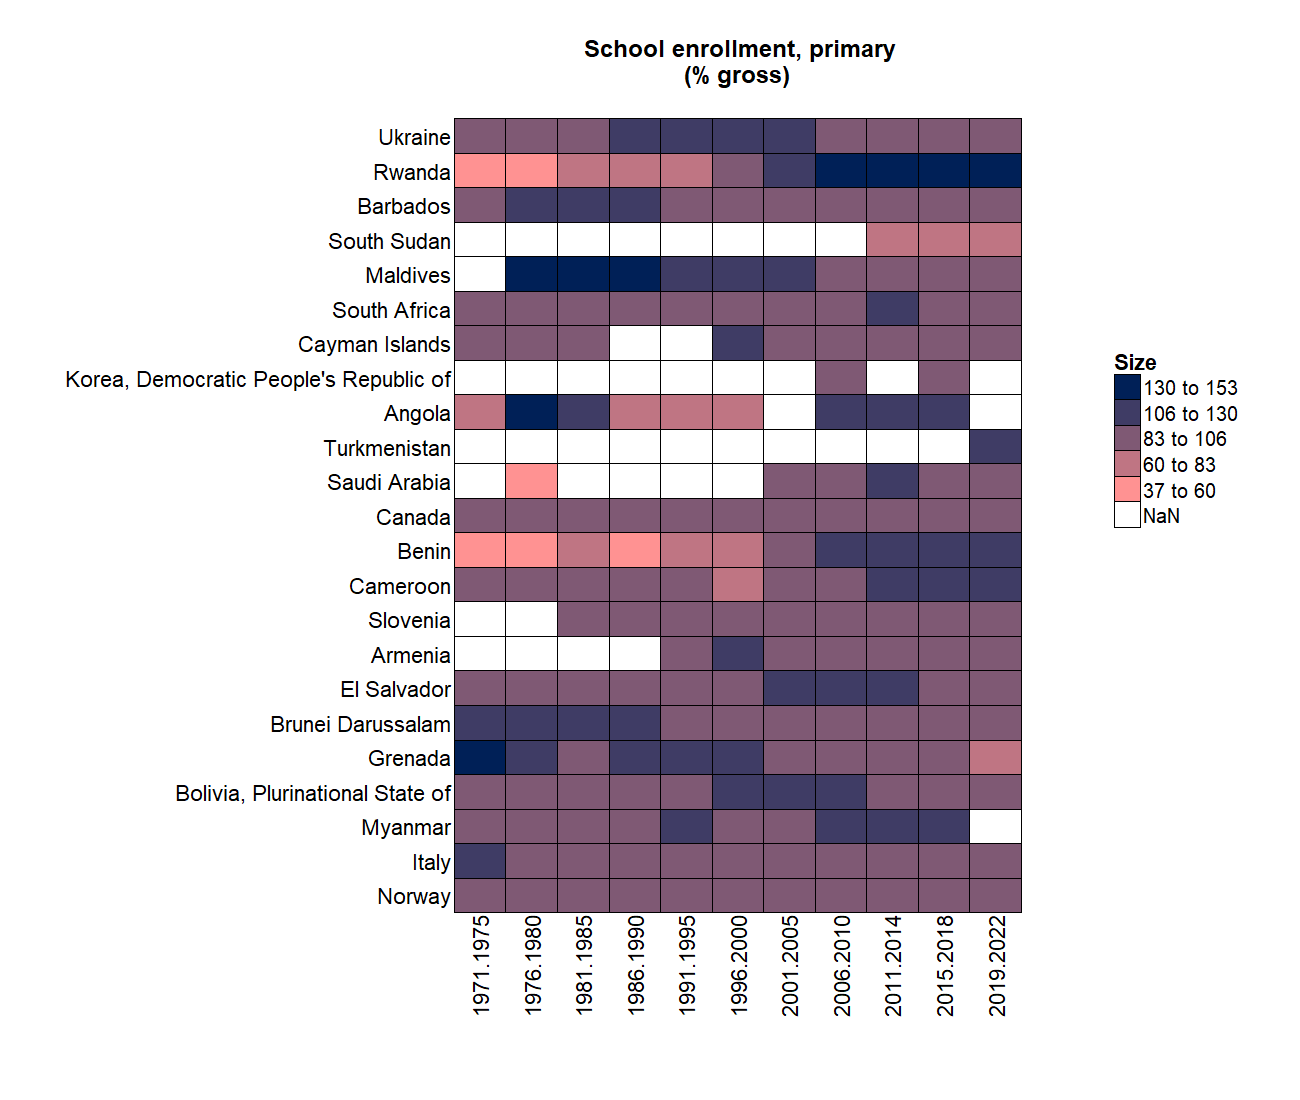 School enrollment, primary
(% gross)
Ukraine
Rwanda
Barbados
South Sudan
Maldives
South Africa
Cayman Islands
Korea, Democratic People's Republic of
Angola
Turkmenistan
Saudi Arabia
Canada
Benin
Cameroon
Slovenia
Armenia
El Salvador
Brunei Darussalam
Grenada
Bolivia, Plurinational State of
Myanmar
Italy
Norway
1971.1975
1976.1980
1981.1985
1986.1990
1991.1995
1996.2000
2001.2005
2006.2010
2011.2014
2015.2018
2019.2022
Size
130 to 153
106 to 130
83 to 106
60 to 83
37 to 60
NaN